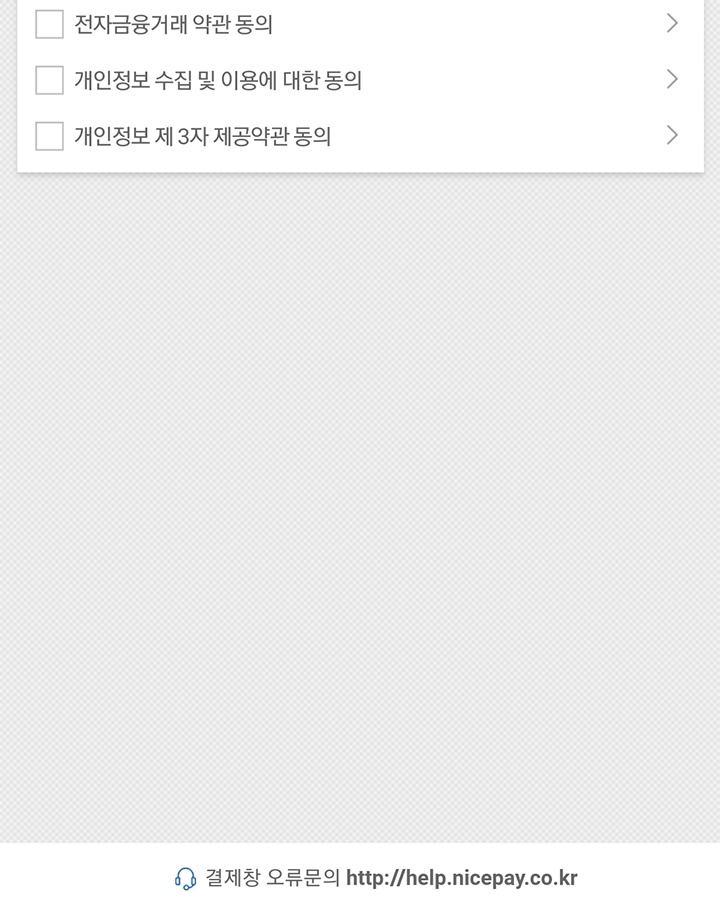 전자금융거래 약관 동의
개인정보 수집 및 이용에 대한 동의
개인정보 제 3자 제공약관 동의
결제창 오류문의 http://help.nicepay.co.kr